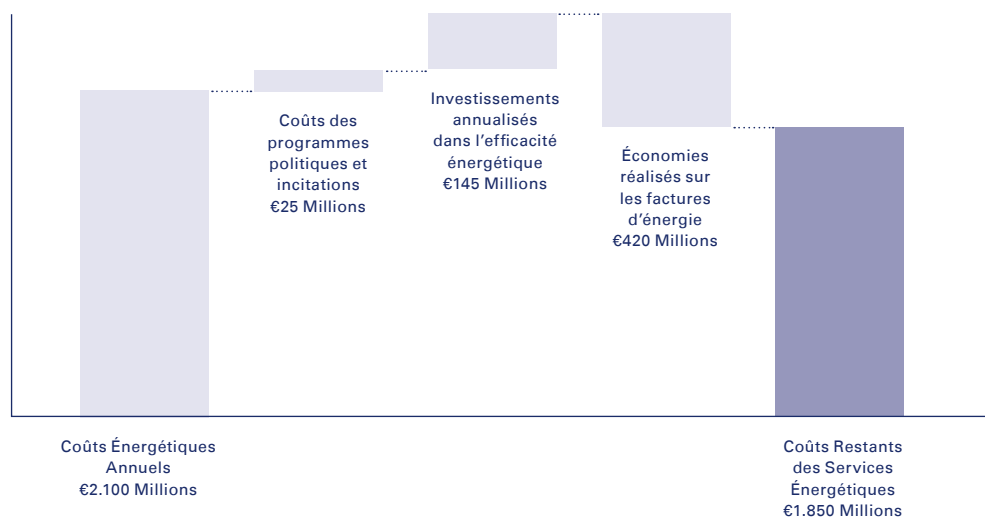 Coûts Énergétiques
Annuels
€2.100 Millions
Coûts des
programmes
politiques et
incitations
€25 Millions
Investissements
annualisés
dans l'efficacité
énergétique
€145 Millions
Économies
réalisés sur
les factures
d'énergie
€420 Millions
Coûts Restants
des Services
Énergétiques
€1.850 Millions